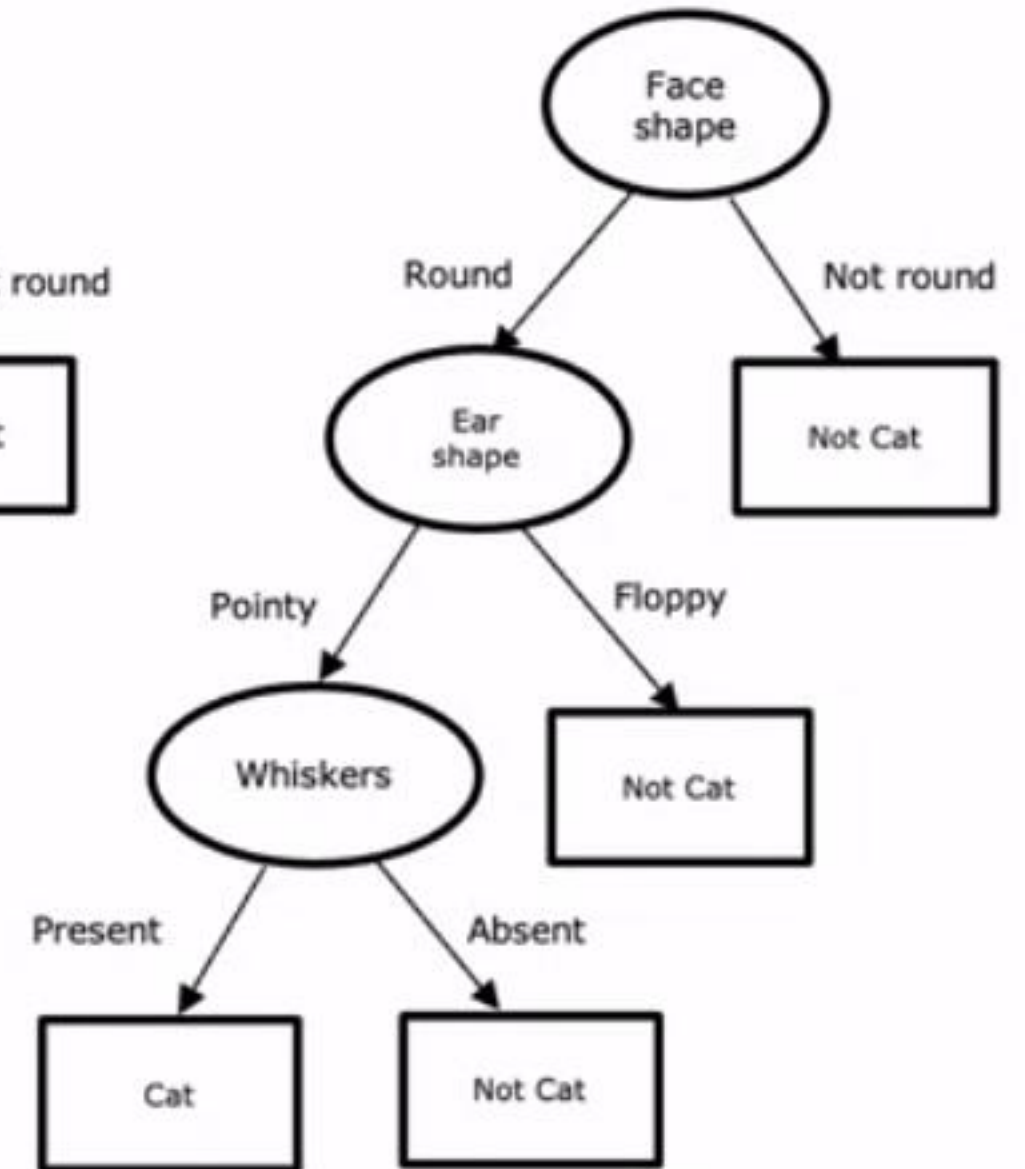 Face
shape
Round
Not round
round
Ear
shape
Not Cat
Pointy
Floppy
Whiskers
Not Cat
Present
Absent
Cat
Not Cat